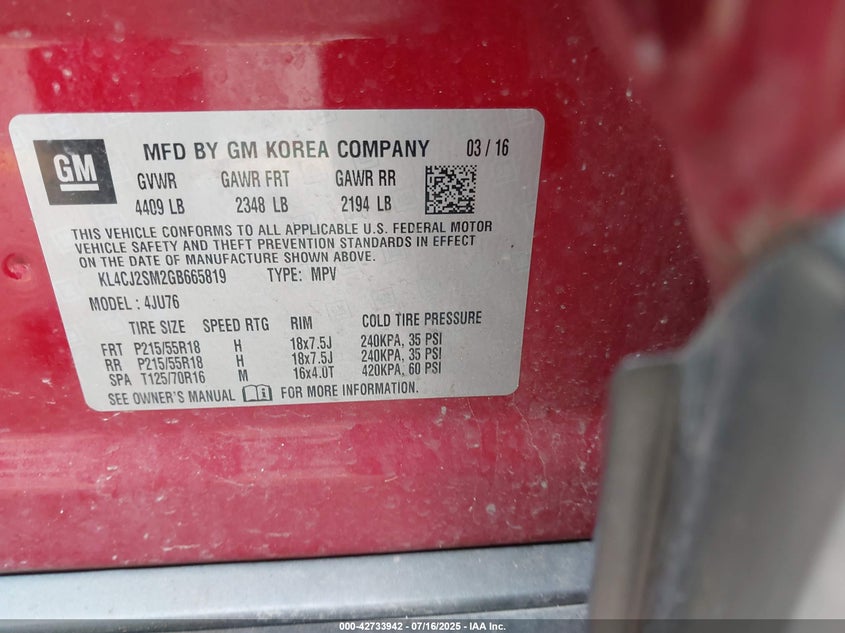 GM
MFD BY GM KOREA COMPANY 03 / 16
GVWR GAWR FRT GAWR RR
4409 LB 2348 LB 2194 LB
THIS VEHICLE CONFORMS TO ALL APPLICABLE U.S. FEDERAL MOTOR
VEHICLE SAFETY AND THEFT PREVENTION STANDARDS IN EFFECT
ON THE DATE OF MANUFACTURE SHOWN ABOVE.
KL4CJ2SM2GB665819 TYPE: MPV
MODEL : 4JU76
TIRE SIZE SPEED RTG RIM COLD TIRE PRESSURE
FRT P215/55R18 H 18x7.5J 240KPA, 35 PSI
RR P215/55R18 H 18x7.5J 240KPA, 35 PSI
SPA T125/70R16 M 16x4.0T 420KPA, 60 PSI
SEE OWNER'S MANUAL FOR MORE INFORMATION.
000-42733942 - 07/16/2025 - IAA Inc.